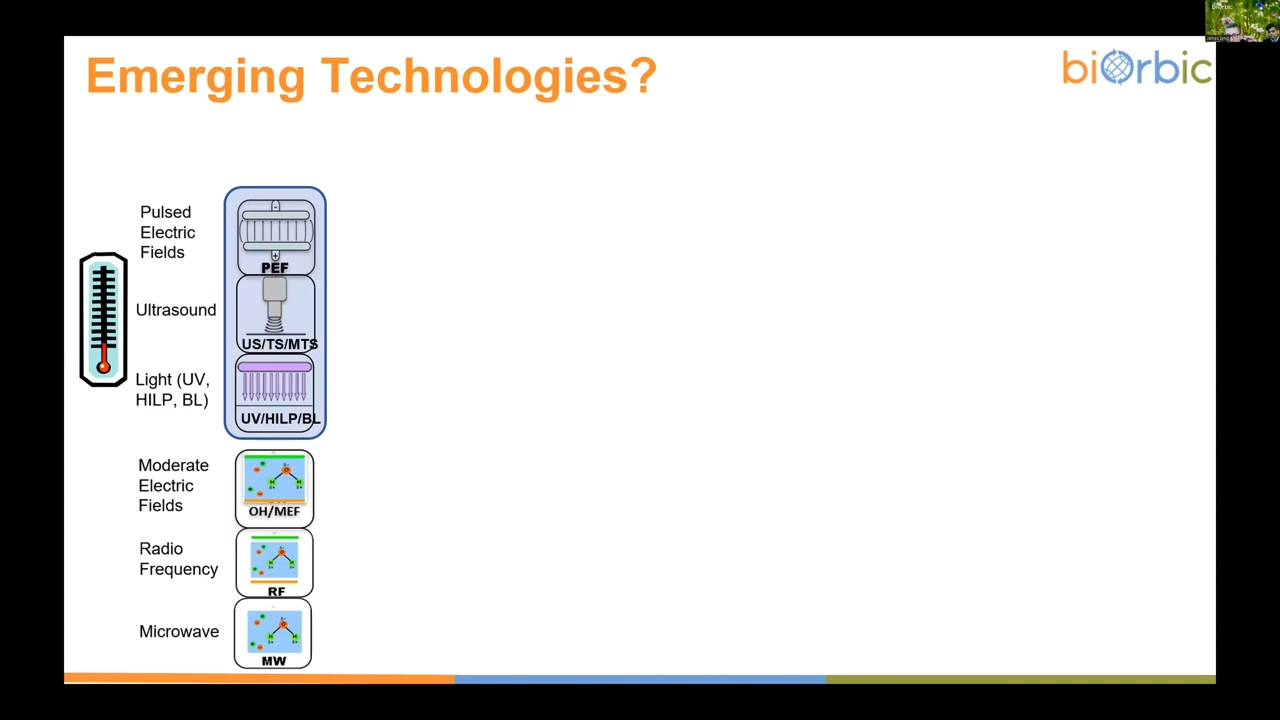 BiOrbic
Emerging Technologies?
biOrbic
Pulsed
Electric
Fields
-
+
PEF
Ultrasound
US/TS/MTS
Light (UV,
HILP, BL)
UV/HILP/BL
Moderate
Electric
Fields
OH/MEF
Radio
Frequency
RF
Microwave
MW